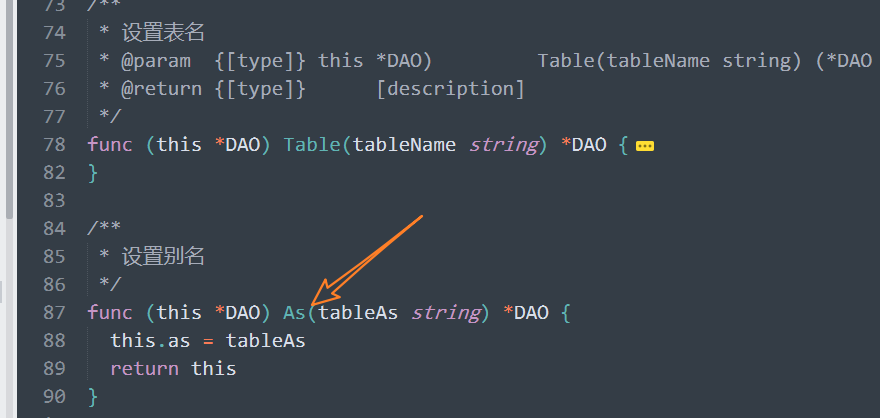 73 /**
74  * 设置表名
75  * @param  {[type]} this *DAO)         Table(tableName string) (*DAO
76  * @return {[type]}      [description]
77  */
78 func (this *DAO) Table(tableName string) *DAO {
82 }
83
84 /**
85  * 设置别名
86  */
87 func (this *DAO) As(tableAs string) *DAO {
88   this.as = tableAs
89   return this
90 }